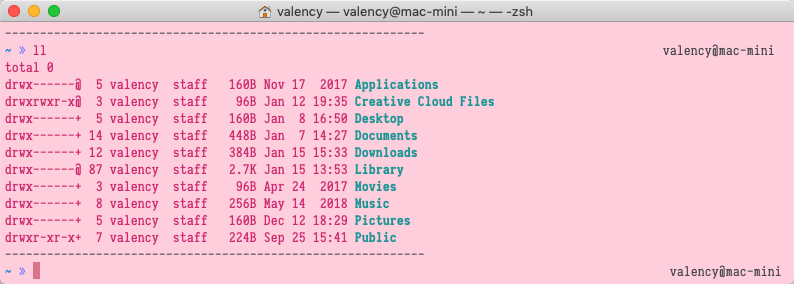 valency — valency@mac-mini — ~ — -zsh
------------------------------------------------------------
~ » ll valency@mac-mini
total 0
drwx------@  5 valency  staff   160B Nov 17  2017 Applications
drwxrwxr-x@  3 valency  staff    96B Jan 12 19:35 Creative Cloud Files
drwx------+  5 valency  staff   160B Jan  8 16:50 Desktop
drwx------+ 14 valency  staff   448B Jan  7 14:27 Documents
drwx------+ 12 valency  staff   384B Jan 15 15:33 Downloads
drwx------@ 87 valency  staff   2.7K Jan 15 13:53 Library
drwx------+  3 valency  staff    96B Apr 24  2017 Movies
drwx------+  8 valency  staff   256B May 14  2018 Music
drwx------+  5 valency  staff   160B Dec 12 18:29 Pictures
drwxr-xr-x+  7 valency  staff   224B Sep 25 15:41 Public
------------------------------------------------------------
~ » valency@mac-mini